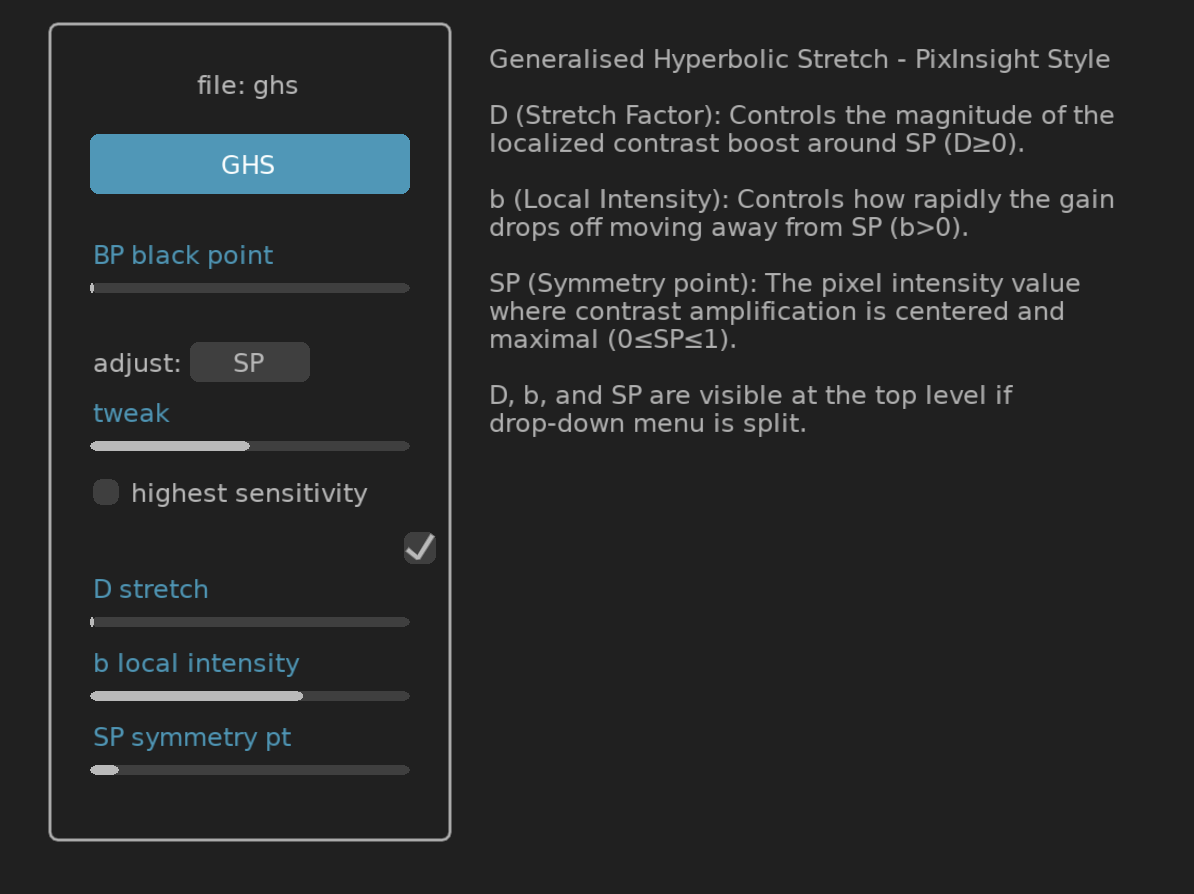 file: ghs
GHS
BP black point
adjust: SP
tweak
highest sensitivity
D stretch
b local intensity
SP symmetry pt
Generalised Hyperbolic Stretch - PixInsight Style
D (Stretch Factor): Controls the magnitude of the
localized contrast boost around SP (D≥0).
b (Local Intensity): Controls how rapidly the gain
drops off moving away from SP (b>0).
SP (Symmetry point): The pixel intensity value
where contrast amplification is centered and
maximal (0≤SP≤1).
D, b, and SP are visible at the top level if
drop-down menu is split.